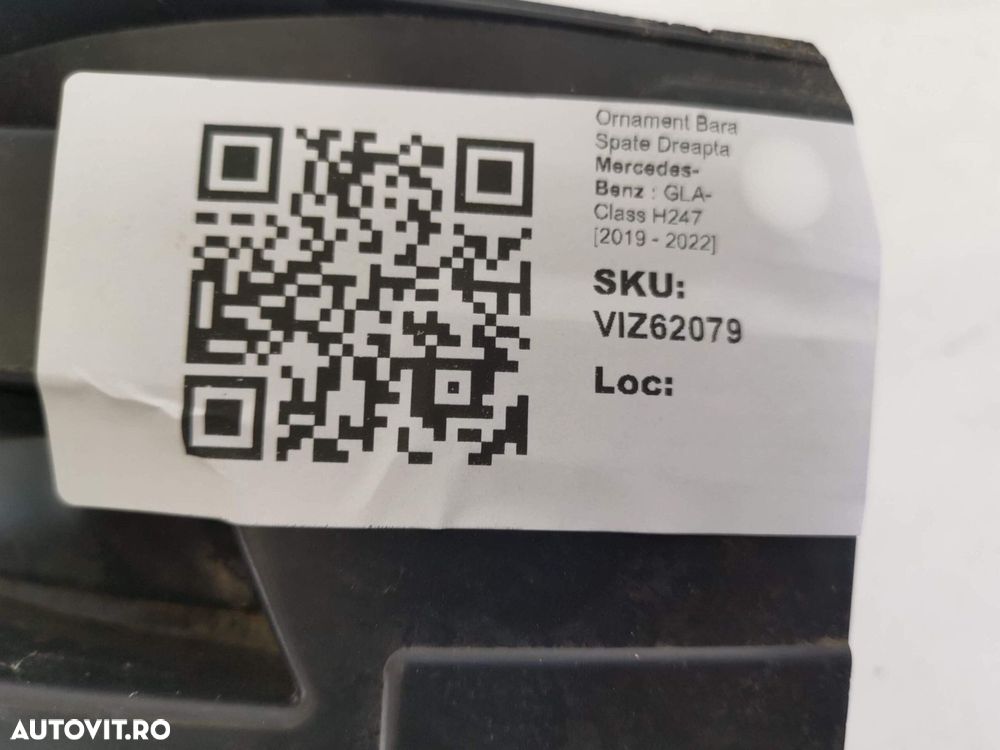 Ornament Bara
Spate Dreapta
Mercedes-
Benz : GLA-
Class H247
[2019 - 2022]
SKU:
VIZ62079
Loc:
AUTOVIT.RO